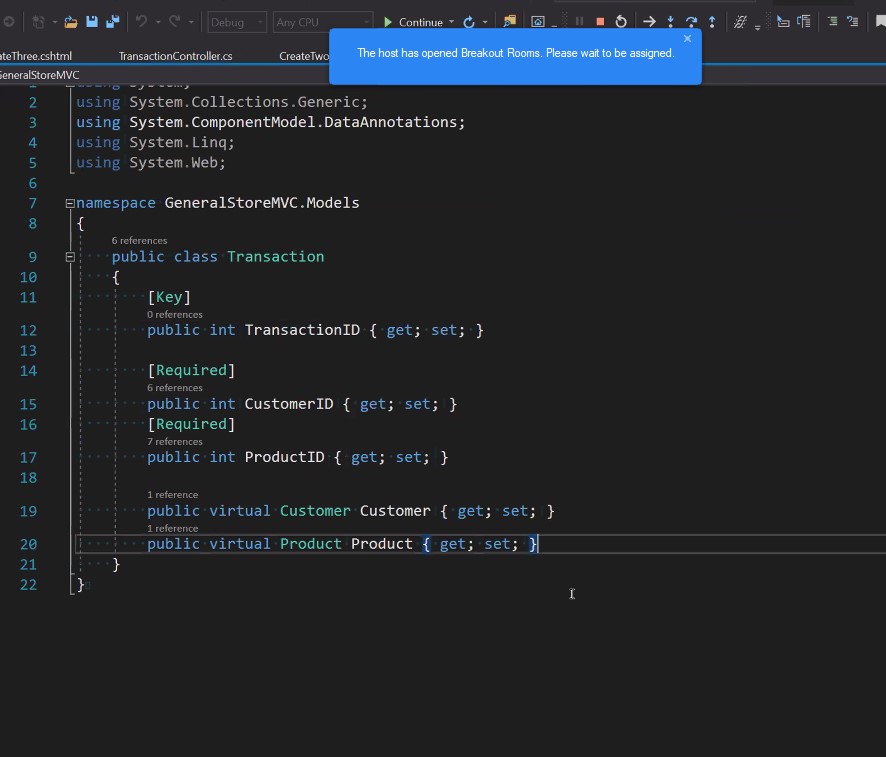 Debug Any CPU Continue
ateThree.cshtml TransactionController.cs CreateTwo
The host has opened Breakout Rooms. Please wait to be assigned.
GeneralStoreMVC
1 using System;
2 using System.Collections.Generic;
3 using System.ComponentModel.DataAnnotations;
4 using System.Linq;
5 using System.Web;
6
7 namespace GeneralStoreMVC.Models
8 {
6 references
9 public class Transaction
10 {
11 [Key]
0 references
12 public int TransactionID { get; set; }
13
14 [Required]
6 references
15 public int CustomerID { get; set; }
16 [Required]
7 references
17 public int ProductID { get; set; }
18
1 reference
19 public virtual Customer Customer { get; set; }
1 reference
20 public virtual Product Product { get; set; }
21 }
22 }